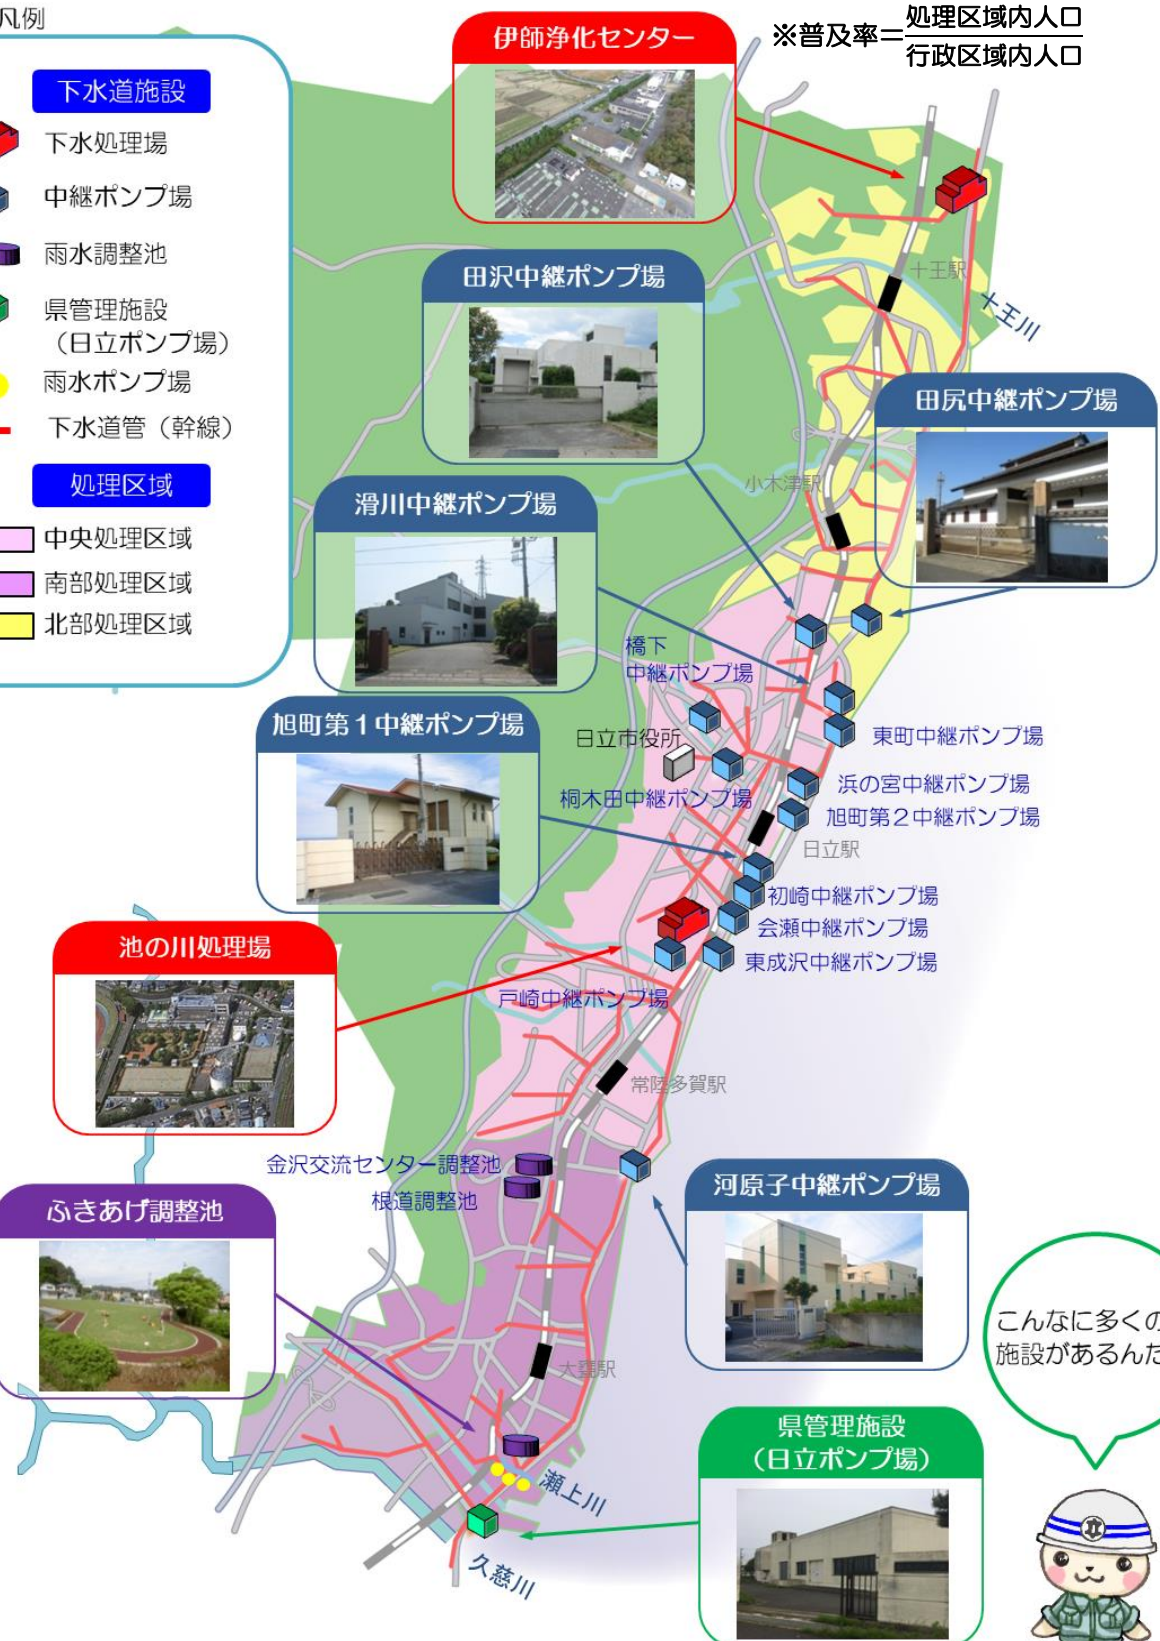 凡例
※普及率＝処理区域内人口
行政区域内人口
伊師浄化センター
下水道施設
下水処理場
中継ポンプ場
雨水調整池
県管理施設
（日立ポンプ場）
雨水ポンプ場
下水道管（幹線）
処理区域
中央処理区域
南部処理区域
北部処理区域
田沢中継ポンプ場
十王駅
十王川
田尻中継ポンプ場
小木津駅
滑川中継ポンプ場
橋下
中継ポンプ場
旭町第１中継ポンプ場
日立市役所
東町中継ポンプ場
桐木田中継ポンプ場
浜の宮中継ポンプ場
旭町第２中継ポンプ場
日立駅
初崎中継ポンプ場
会瀬中継ポンプ場
東成沢中継ポンプ場
池の川処理場
戸崎中継ポンプ場
常陸多賀駅
金沢交流センター調整池
根道調整池
河原子中継ポンプ場
ふきあげ調整池
こんなに多くの
施設があるんだ
大甕駅
県管理施設
（日立ポンプ場）
瀬上川
久慈川